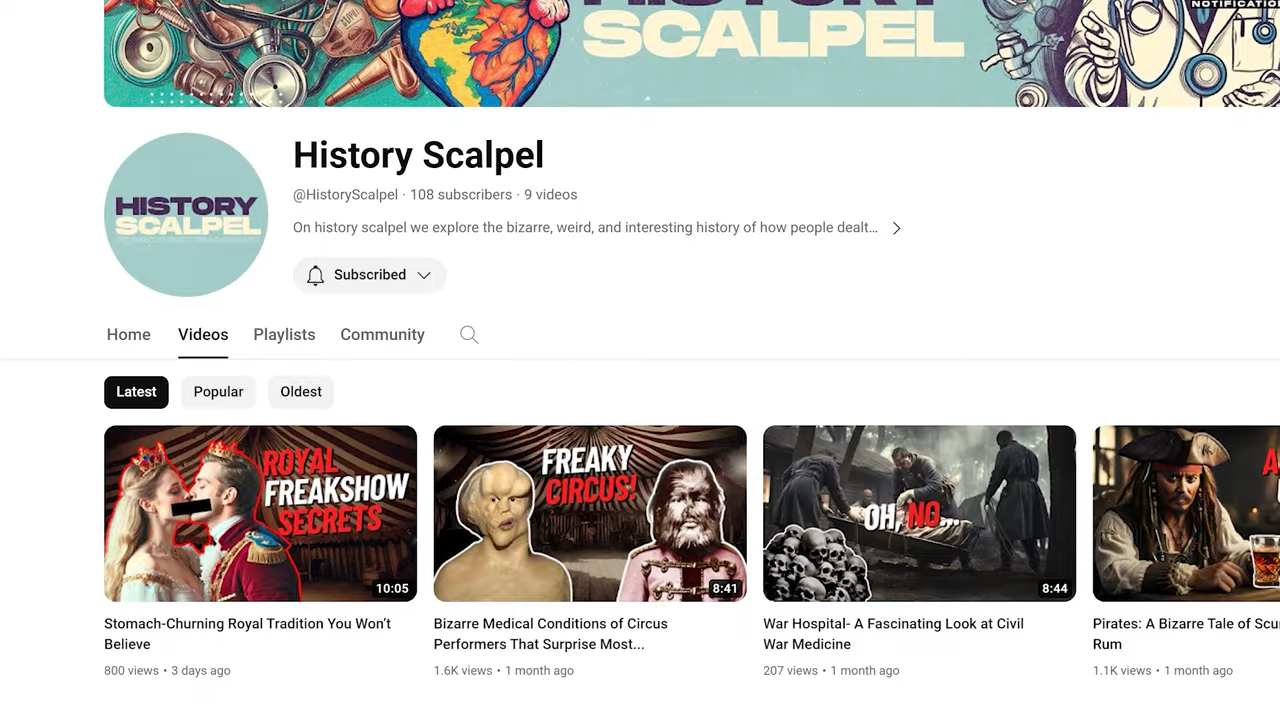 NOTIFICATIO
HISTORY
SCALPEL
HISTORY
SCALPEL
History Scalpel
@HistoryScalpel · 108 subscribers · 9 videos
On history scalpel we explore the bizarre, weird, and interesting history of how people dealt...
Subscribed
Home Videos Playlists Community
Latest Popular Oldest
ROYAL
FREAKSHOW
SECRETS
10:05
FREAKY
CIRCUS!
8:41
OH, NO...
8:44
A
Stomach-Churning Royal Tradition You Won't
Believe
800 views • 3 days ago
Bizarre Medical Conditions of Circus
Performers That Surprise Most...
1.6K views • 1 month ago
War Hospital- A Fascinating Look at Civil
War Medicine
207 views • 1 month ago
Pirates: A Bizarre Tale of Scu
Rum
1.1K views • 1 month ago